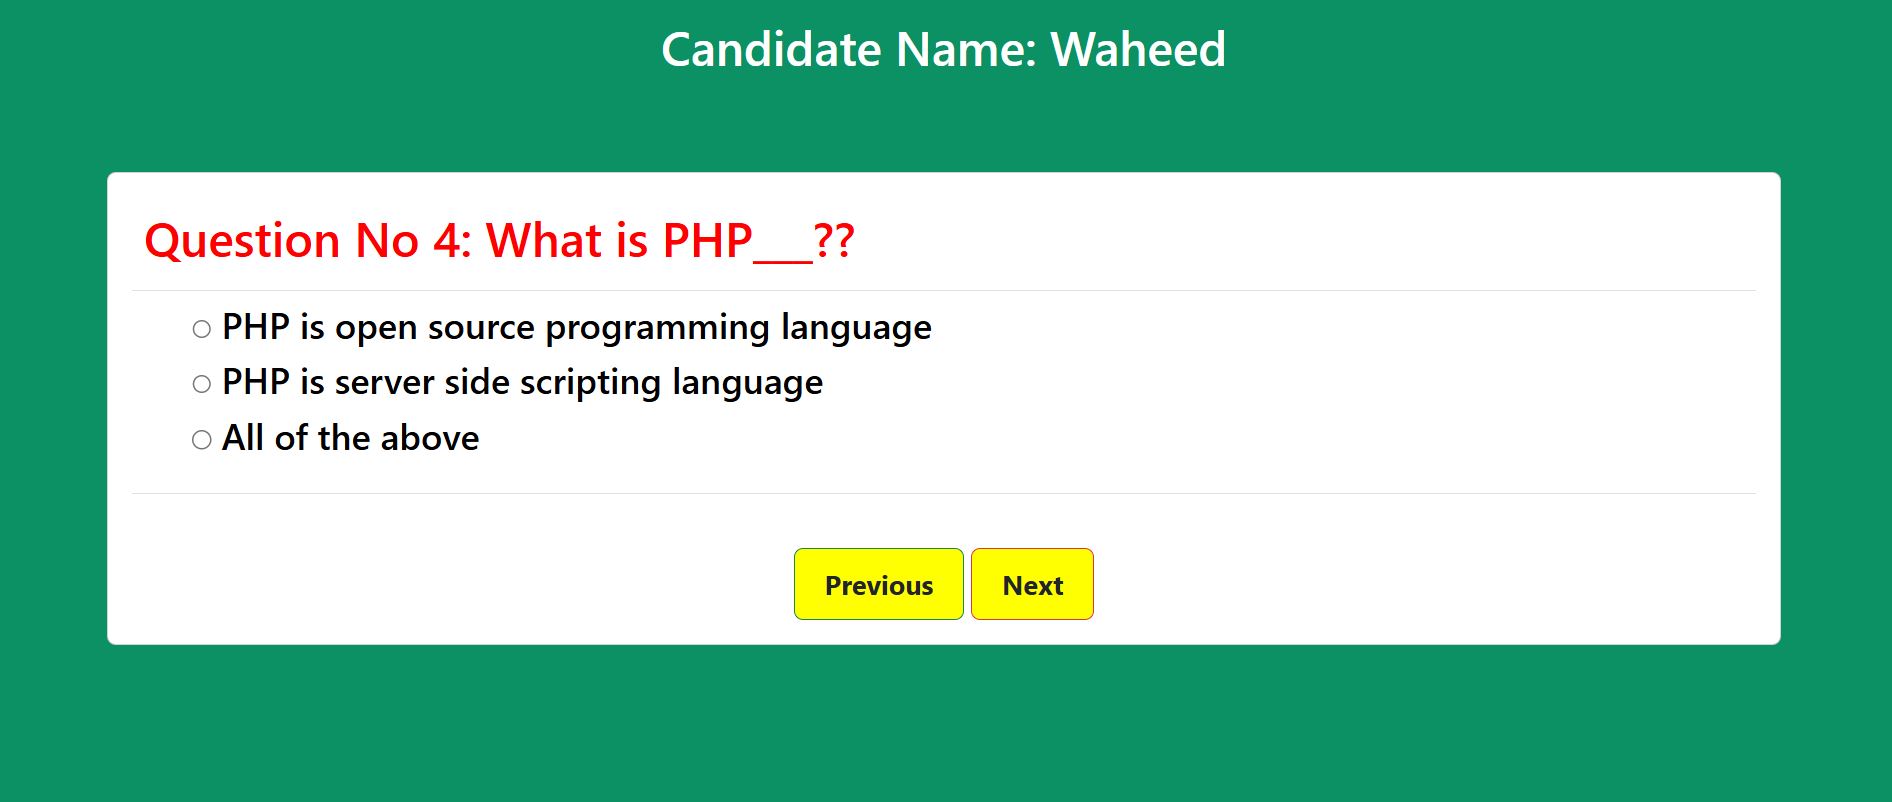 Candidate Name: Waheed
Question No 4: What is PHP___??
PHP is open source programming language
PHP is server side scripting language
All of the above
Previous
Next